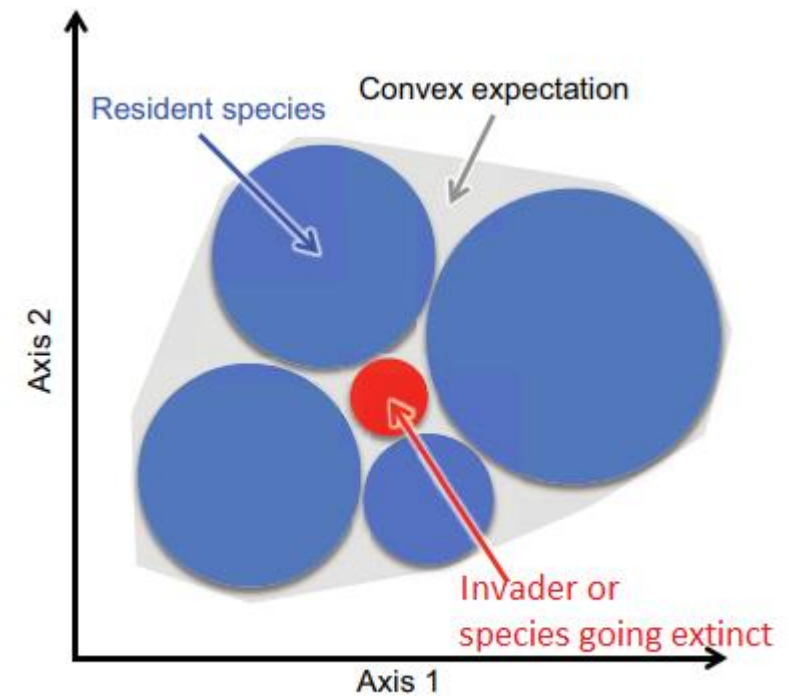 Convex expectation
Resident species
Axis 2
Invader or
species going extinct
Axis 1